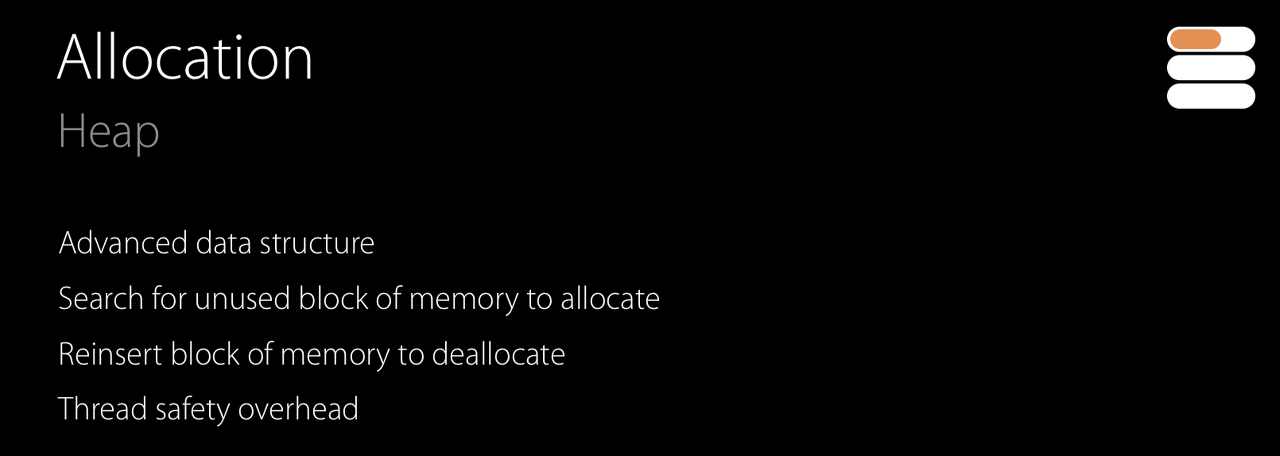 Allocation
Heap
Advanced data structure
Search for unused block of memory to allocate
Reinsert block of memory to deallocate
Thread safety overhead